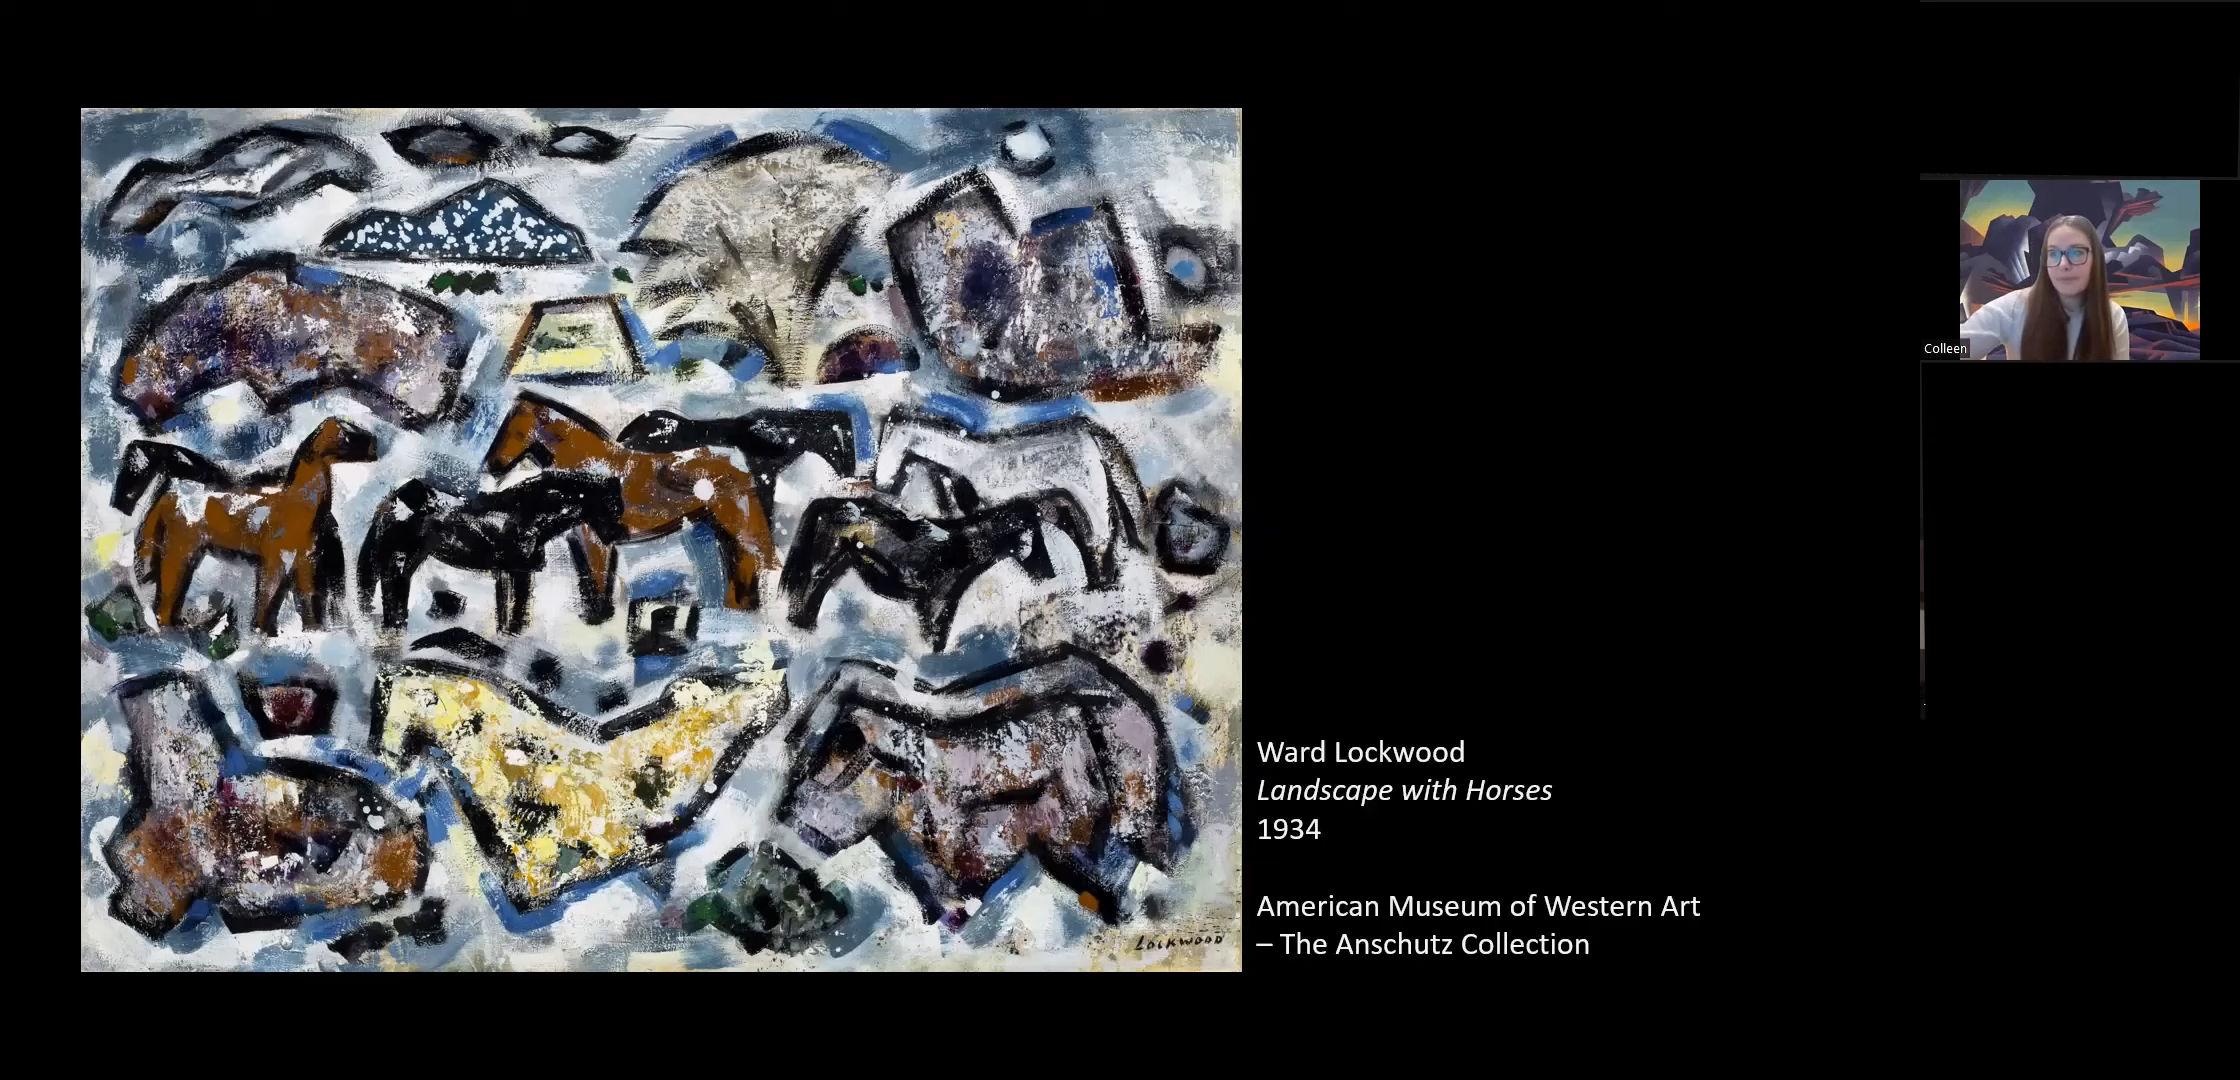 Colleen
LOCKWOOD
Ward Lockwood
Landscape with Horses
1934
American Museum of Western Art
– The Anschutz Collection